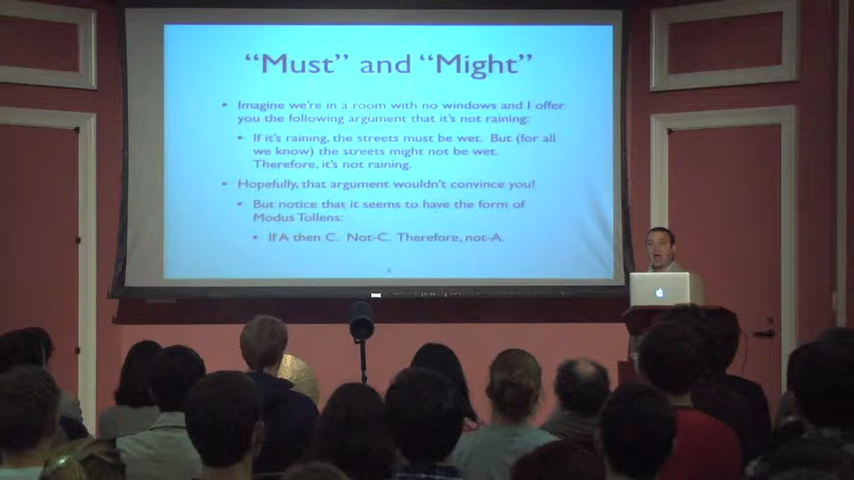 "Must" and "Might"
• Imagine we're in a room with no windows and I offer
you the following argument that it's not raining:
• If it's raining, the streets must be wet. But (for all
we know) the streets might not be wet.
Therefore, it's not raining.
• Hopefully, that argument wouldn't convince you!
• But notice that it seems to have the form of
Modus Tollens:
• If A then C. Not-C. Therefore, not-A.